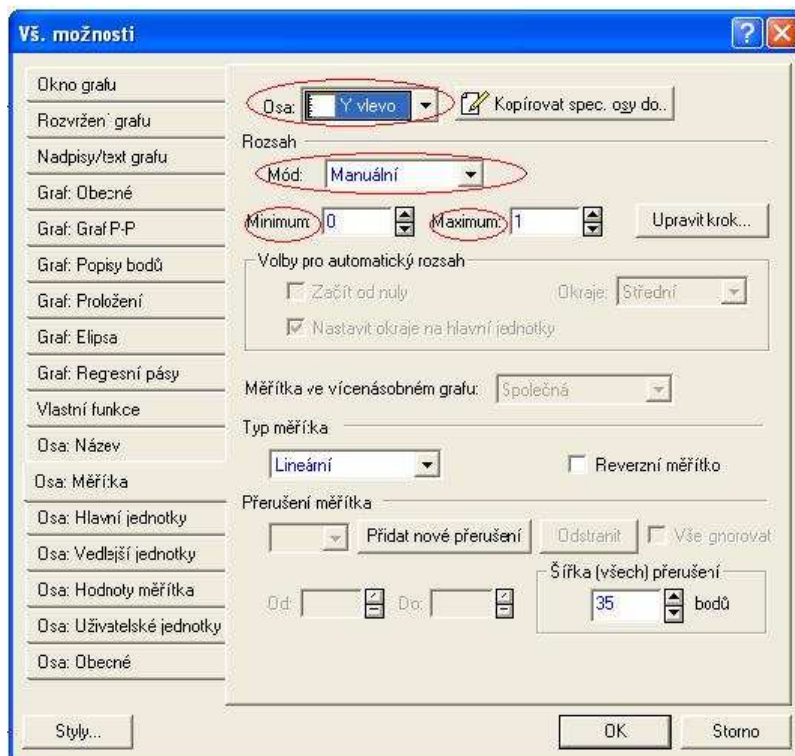 Vš. možnosti
Okno grafu
Rozvržení grafu
Nadpisy/text grafu
Graf: Obecné
Graf: Graf P-P
Graf: Popisy bodů
Graf: Proložení
Graf: Elipsa
Graf: Regresní pásy
Vlastní funkce
Osa: Název
Osa: Měřítka
Osa: Hlavní jednotky
Osa: Vedlejší jednotky
Osa: Hodnoty měřítka
Osa: Uživatelské jednotky
Osa: Obecné
Osa: Y vlevo Kopírovat spec. osy do..
Rozsah
Mód: Manuální
Minimum: 0 Maximum: 1 Upravit krok...
Volby pro automatický rozsah
Začít od nuly Okraje: Střední
Nastavit okraje na hlavní jednotky
Měřítka ve vícenásobném grafu: Společná
Typ měřítka
Lineární Reverzní měřítko
Přerušení měřítka
Přidat nové přerušení Odstranit Vše gnorovat
Šířka (všech) přerušení
Od: Do: 35 bodů
Styly... OK Storno